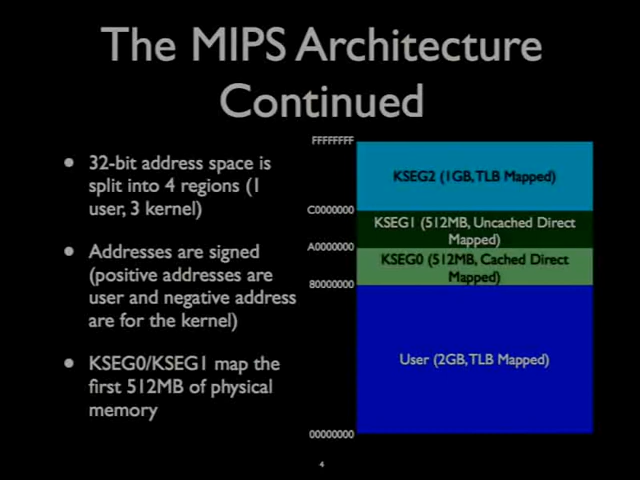 The MIPS Architecture
Continued
• 32-bit address space is
split into 4 regions (1
user, 3 kernel)
• Addresses are signed
(positive addresses are
user and negative address
are for the kernel)
• KSEG0/KSEG1 map the
first 512MB of physical
memory
FFFFFFFF
KSEG2 (1GB, TLB Mapped)
C0000000
KSEG1 (512MB, Uncached Direct
Mapped)
A0000000
KSEG0 (512MB, Cached Direct
Mapped)
80000000
User (2GB, TLB Mapped)
00000000
4